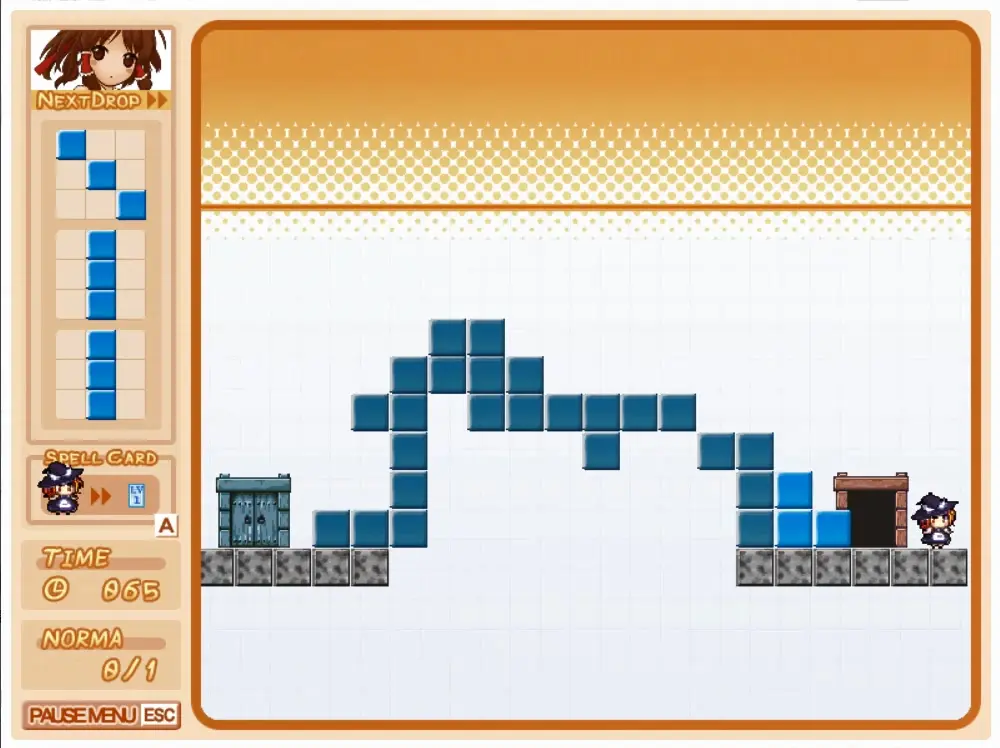 NEXTDROP
SPELL CARD
LV
1
A
TIME
065
NORMA
0/1
PAUSE MENU ESC